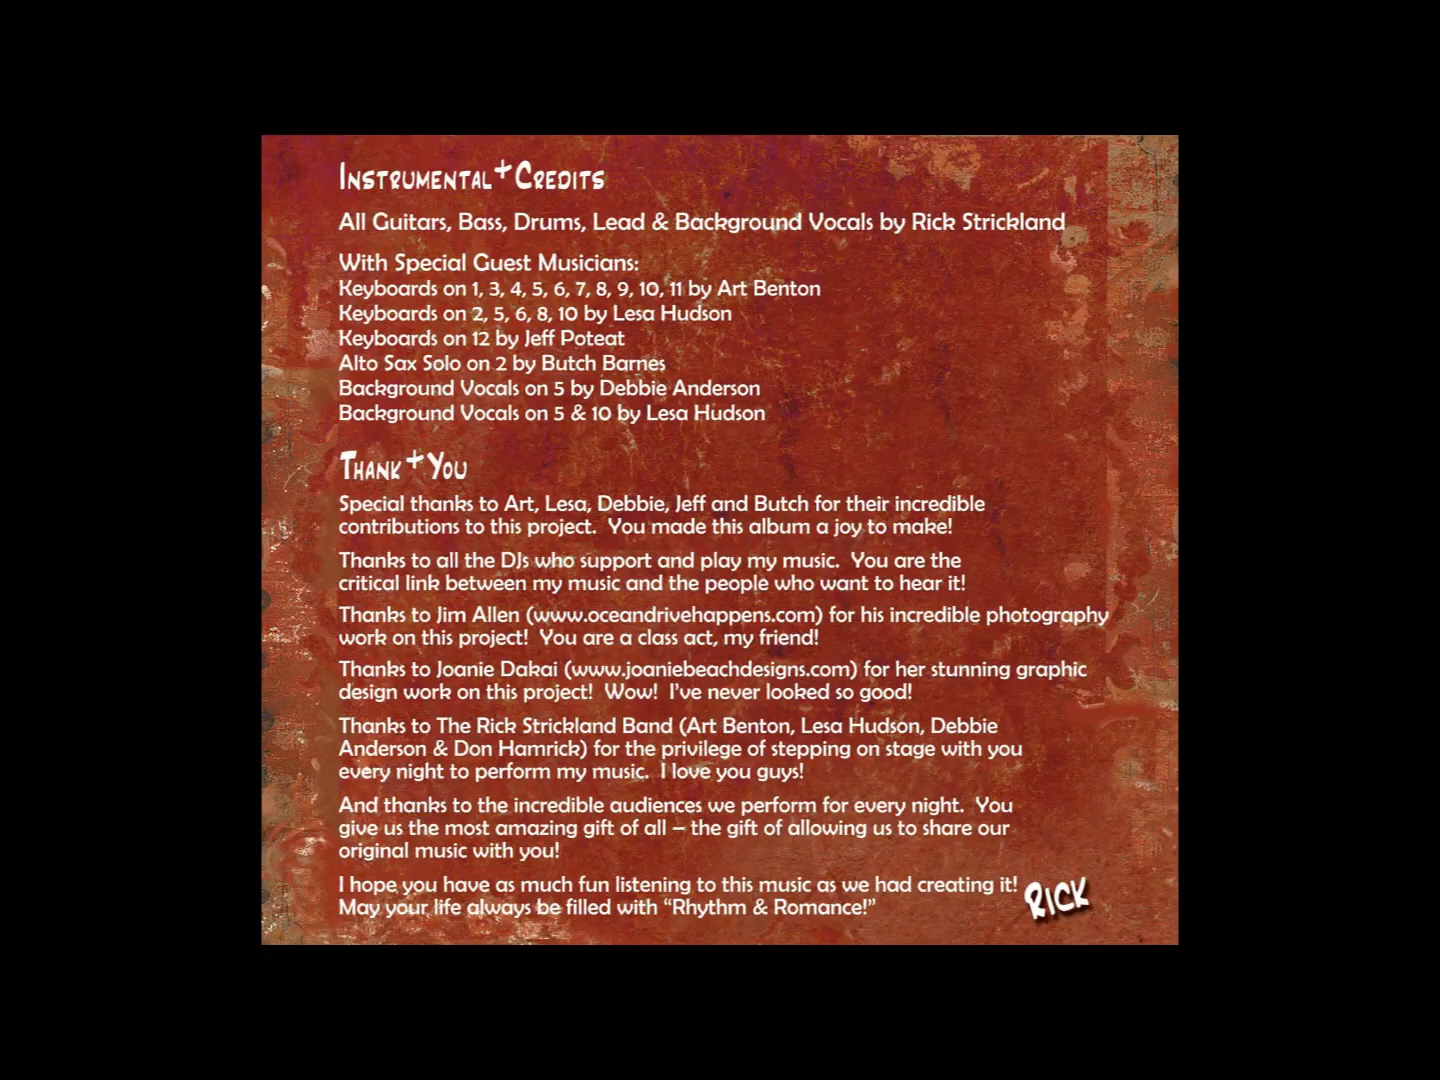 Instrumental+Credits
All Guitars, Bass, Drums, Lead & Background Vocals by Rick Strickland
With Special Guest Musicians:
Keyboards on 1, 3, 4, 5, 6, 7, 8, 9, 10, 11 by Art Benton
Keyboards on 2, 5, 6, 8, 10 by Lesa Hudson
Keyboards on 12 by Jeff Poteat
Alto Sax Solo on 2 by Butch Barnes
Background Vocals on 5 by Debbie Anderson
Background Vocals on 5 & 10 by Lesa Hudson
Thank+You
Special thanks to Art, Lesa, Debbie, Jeff and Butch for their incredible
contributions to this project.  You made this album a joy to make!
Thanks to all the DJs who support and play my music.  You are the
critical link between my music and the people who want to hear it!
Thanks to Jim Allen (www.oceandrivehappens.com) for his incredible photography
work on this project!  You are a class act, my friend!
Thanks to Joanie Dakai (www.joaniebeachdesigns.com) for her stunning graphic
design work on this project!  Wow!  I've never looked so good!
Thanks to The Rick Strickland Band (Art Benton, Lesa Hudson, Debbie
Anderson & Don Hamrick) for the privilege of stepping on stage with you
every night to perform my music.  I love you guys!
And thanks to the incredible audiences we perform for every night.  You
give us the most amazing gift of all – the gift of allowing us to share our
original music with you!
I hope you have as much fun listening to this music as we had creating it!
May your life always be filled with “Rhythm & Romance!”
Rick